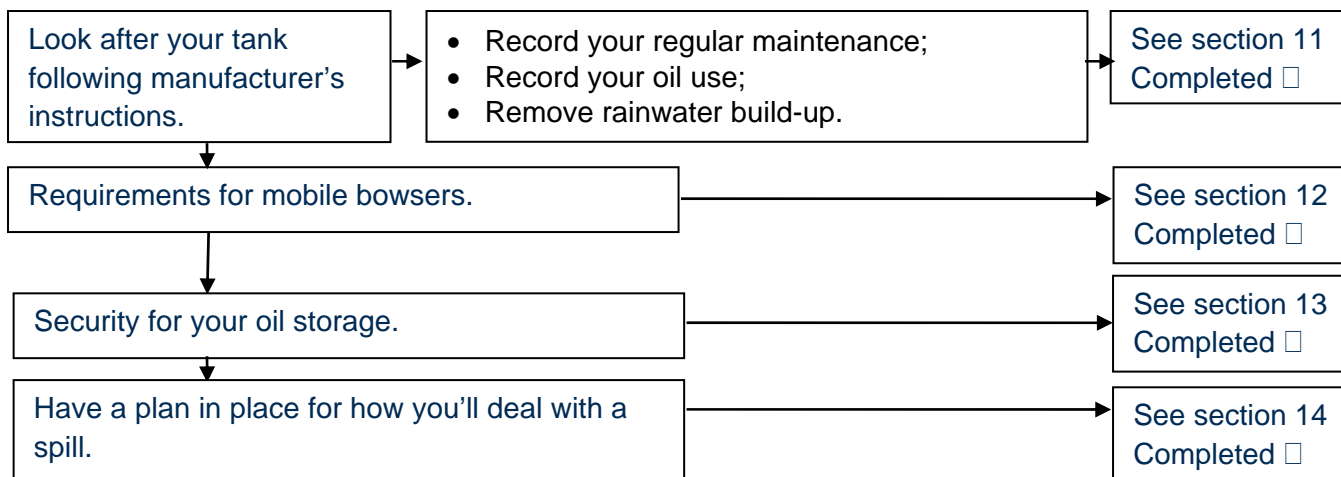 Look after your tank
following manufacturer's
instructions.
• Record your regular maintenance;
• Record your oil use;
• Remove rainwater build-up.
See section 11
Completed □
Requirements for mobile bowsers.
See section 12
Completed □
Security for your oil storage.
See section 13
Completed □
Have a plan in place for how you'll deal with a
spill.
See section 14
Completed □